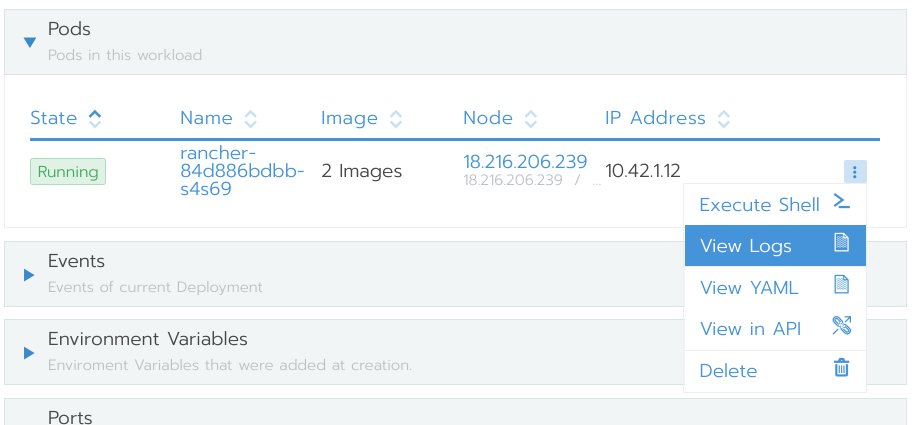 Pods
Pods in this workload
State Name Image Node IP Address
Running
rancher-
84d886bdbb-
s4s69
2 Images
18.216.206.239
18.216.206.239 / ...
10.42.1.12
Execute Shell
View Logs
View YAML
View in API
Delete
Events
Events of current Deployment
Environment Variables
Enviroment Variables that were added at creation.
Ports